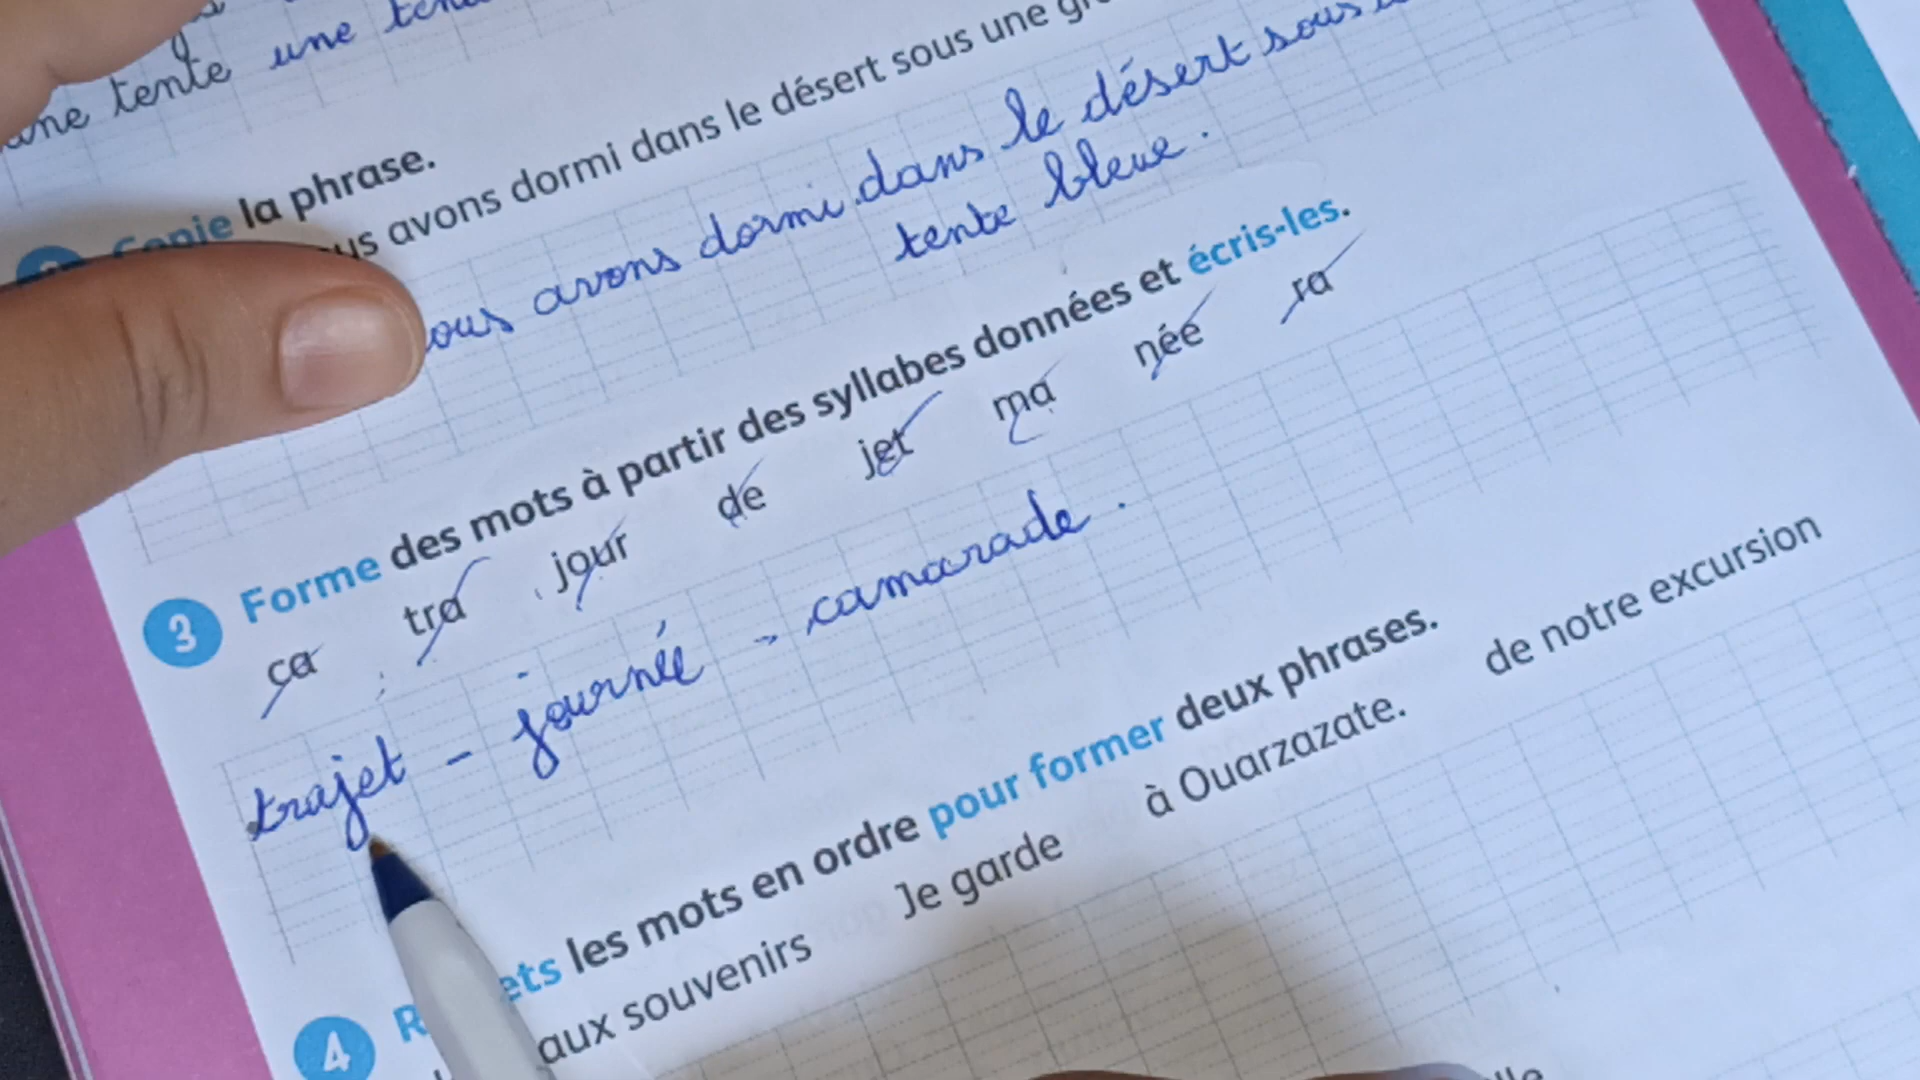 une tente une
Copie la phrase.
avons dormi dans le désert sous une
ous avons dormi dans le désert sous
tente bleue.
3 Forme des mots à partir des syllabes données et écris-les.
ca tra jour de jet ma née ra
trajet - journée - camarade.
4 les mots en ordre pour former deux phrases.
aux souvenirs Je garde à Ouarzazate. de notre excursion